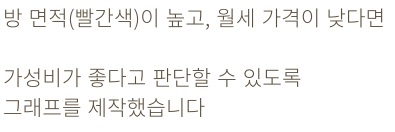 방 면적(빨간색)이 높고, 월세 가격이 낮다면
가성비가 좋다고 판단할 수 있도록
그래프를 제작했습니다